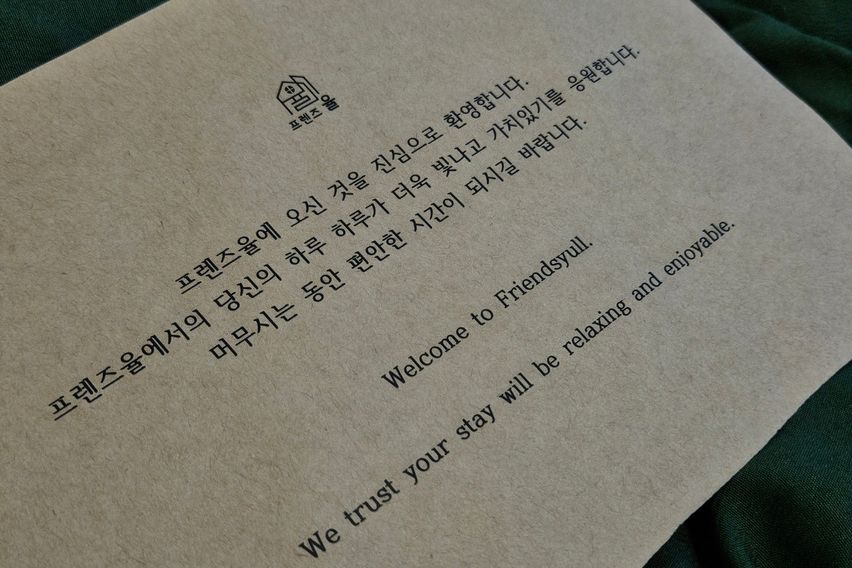 프렌즈율
프렌즈율에 오신 것을 진심으로 환영합니다.
프렌즈율에서의 당신의 하루 하루가 더욱 빛나고 가치있기를 응원합니다.
머무시는 동안 편안한 시간이 되시길 바랍니다.
Welcome to Friendsyull.
We trust your stay will be relaxing and enjoyable.